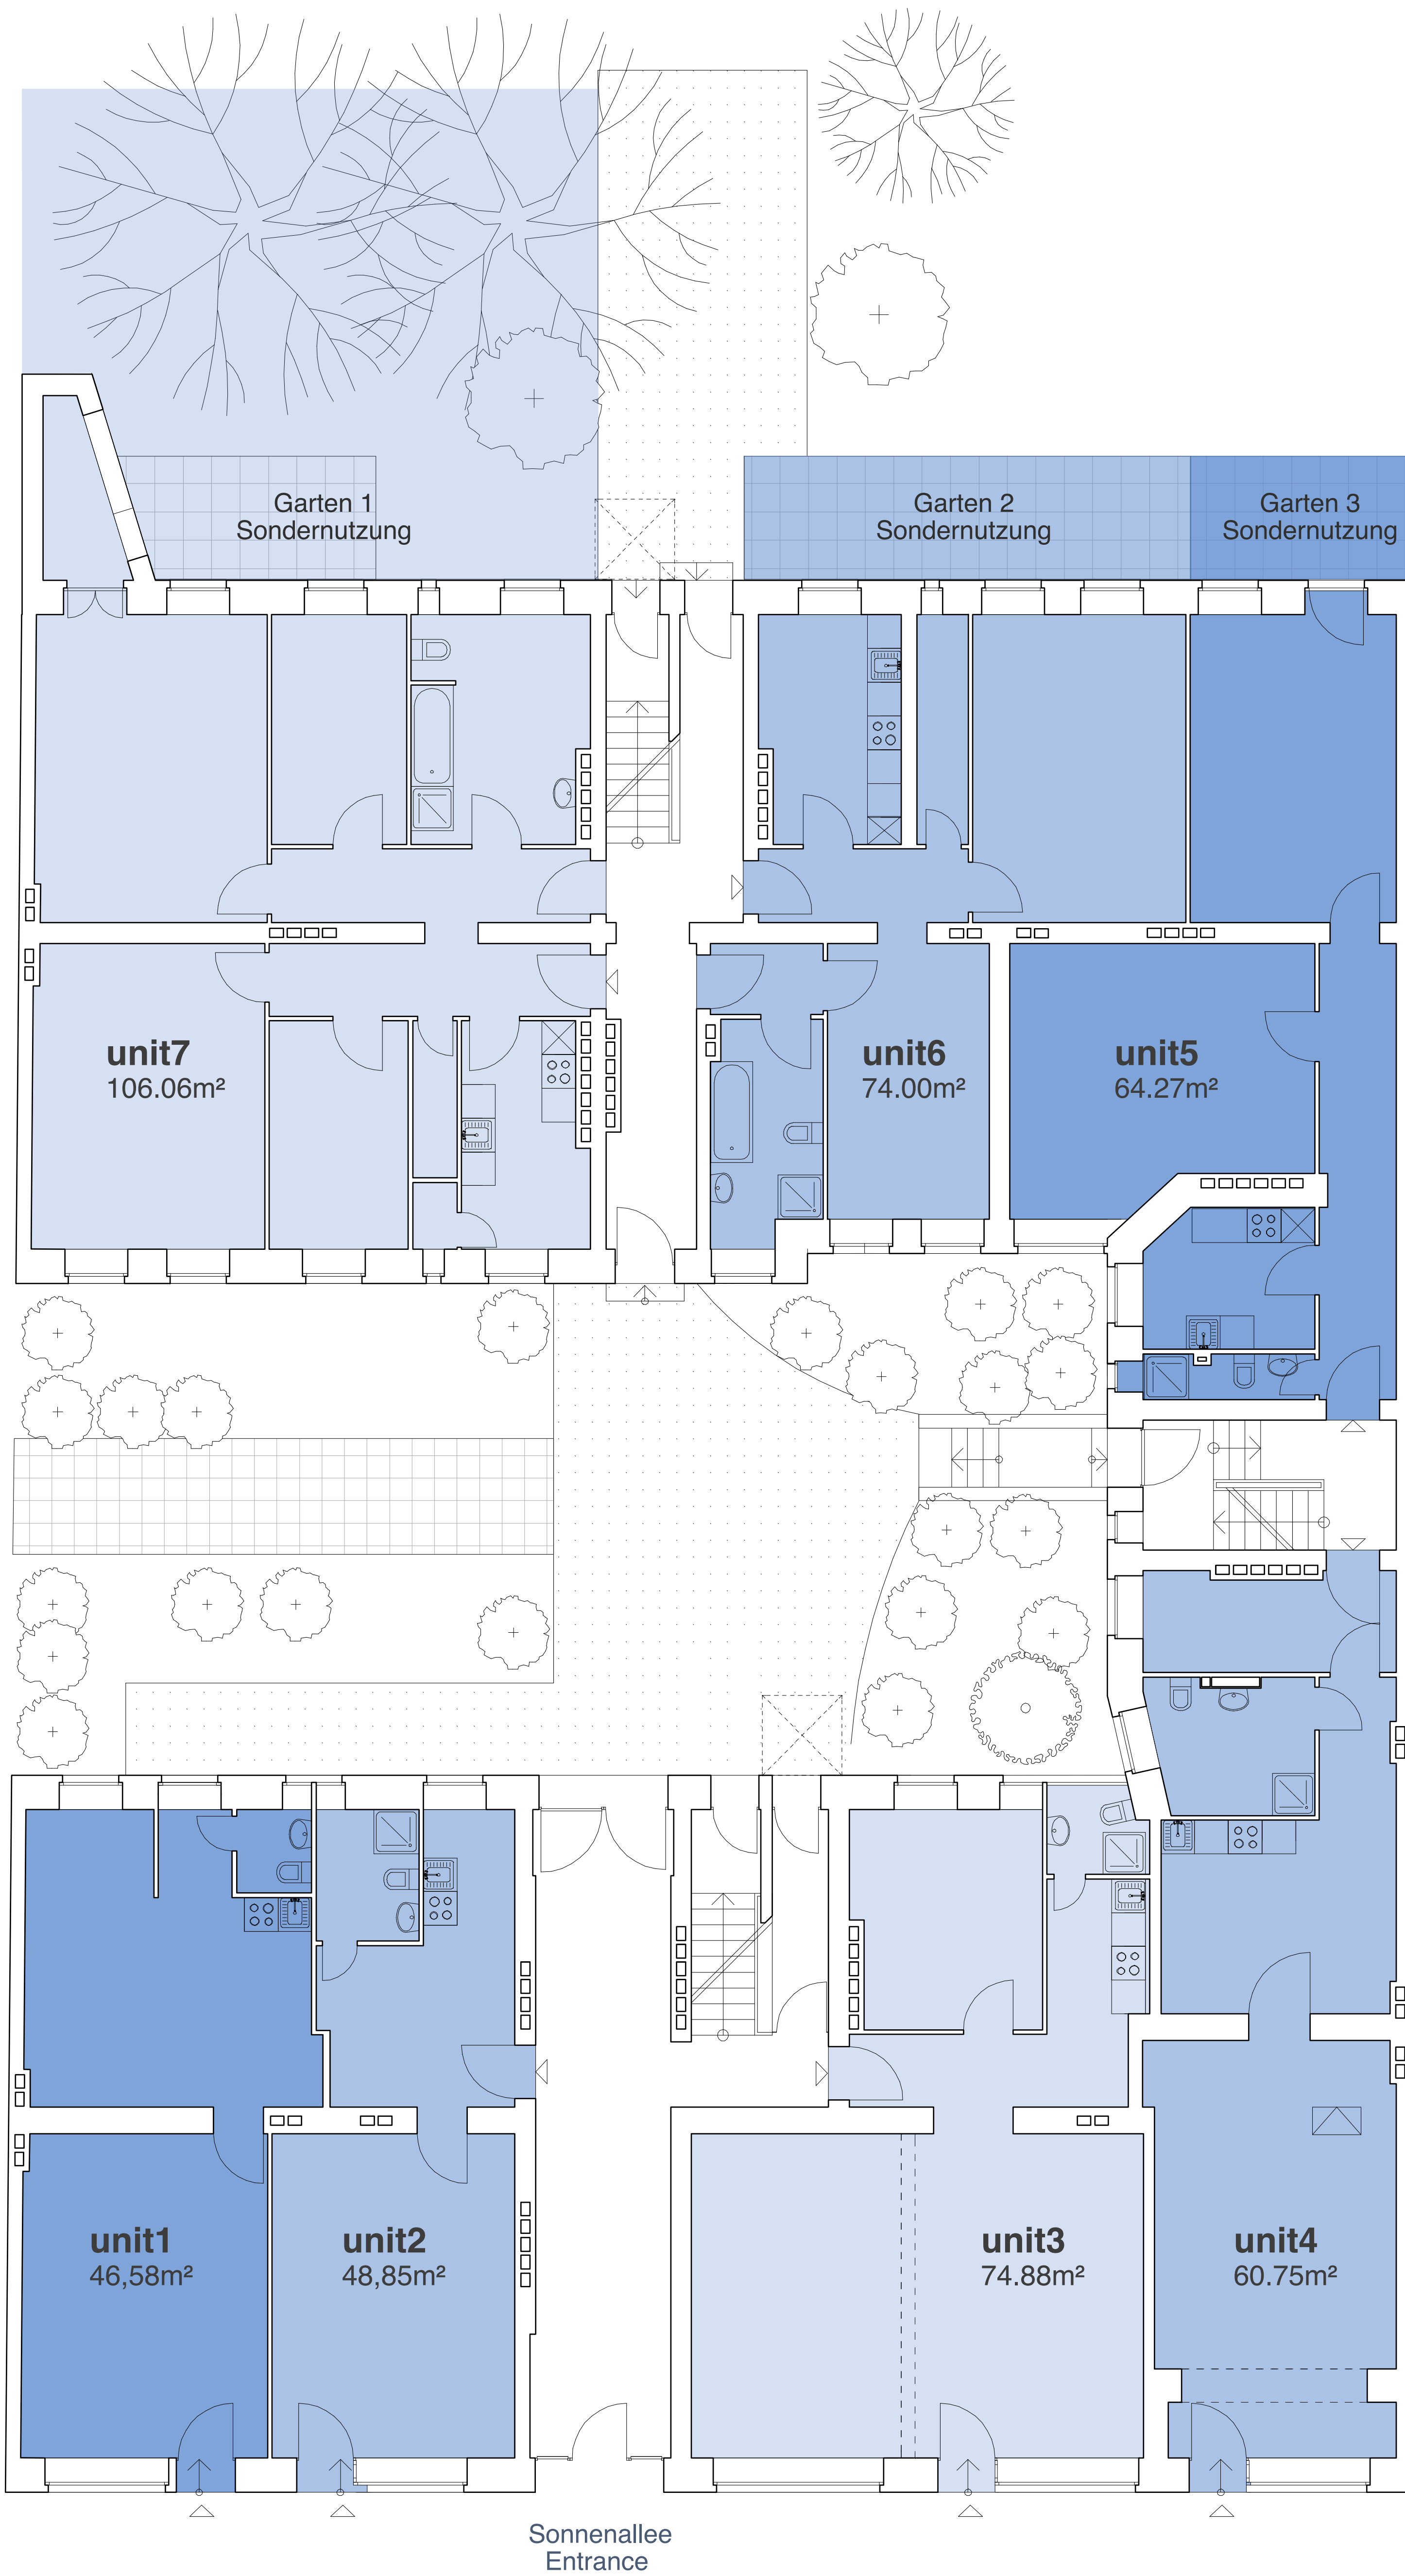 Garten 1
Sondernutzung
Garten 2
Sondernutzung
Garten 3
Sondernutzung
unit7
106.06m²
unit6
74.00m²
unit5
64.27m²
unit1
46,58m²
unit2
48,85m²
unit3
74.88m²
unit4
60.75m²
Sonnenallee
Entrance